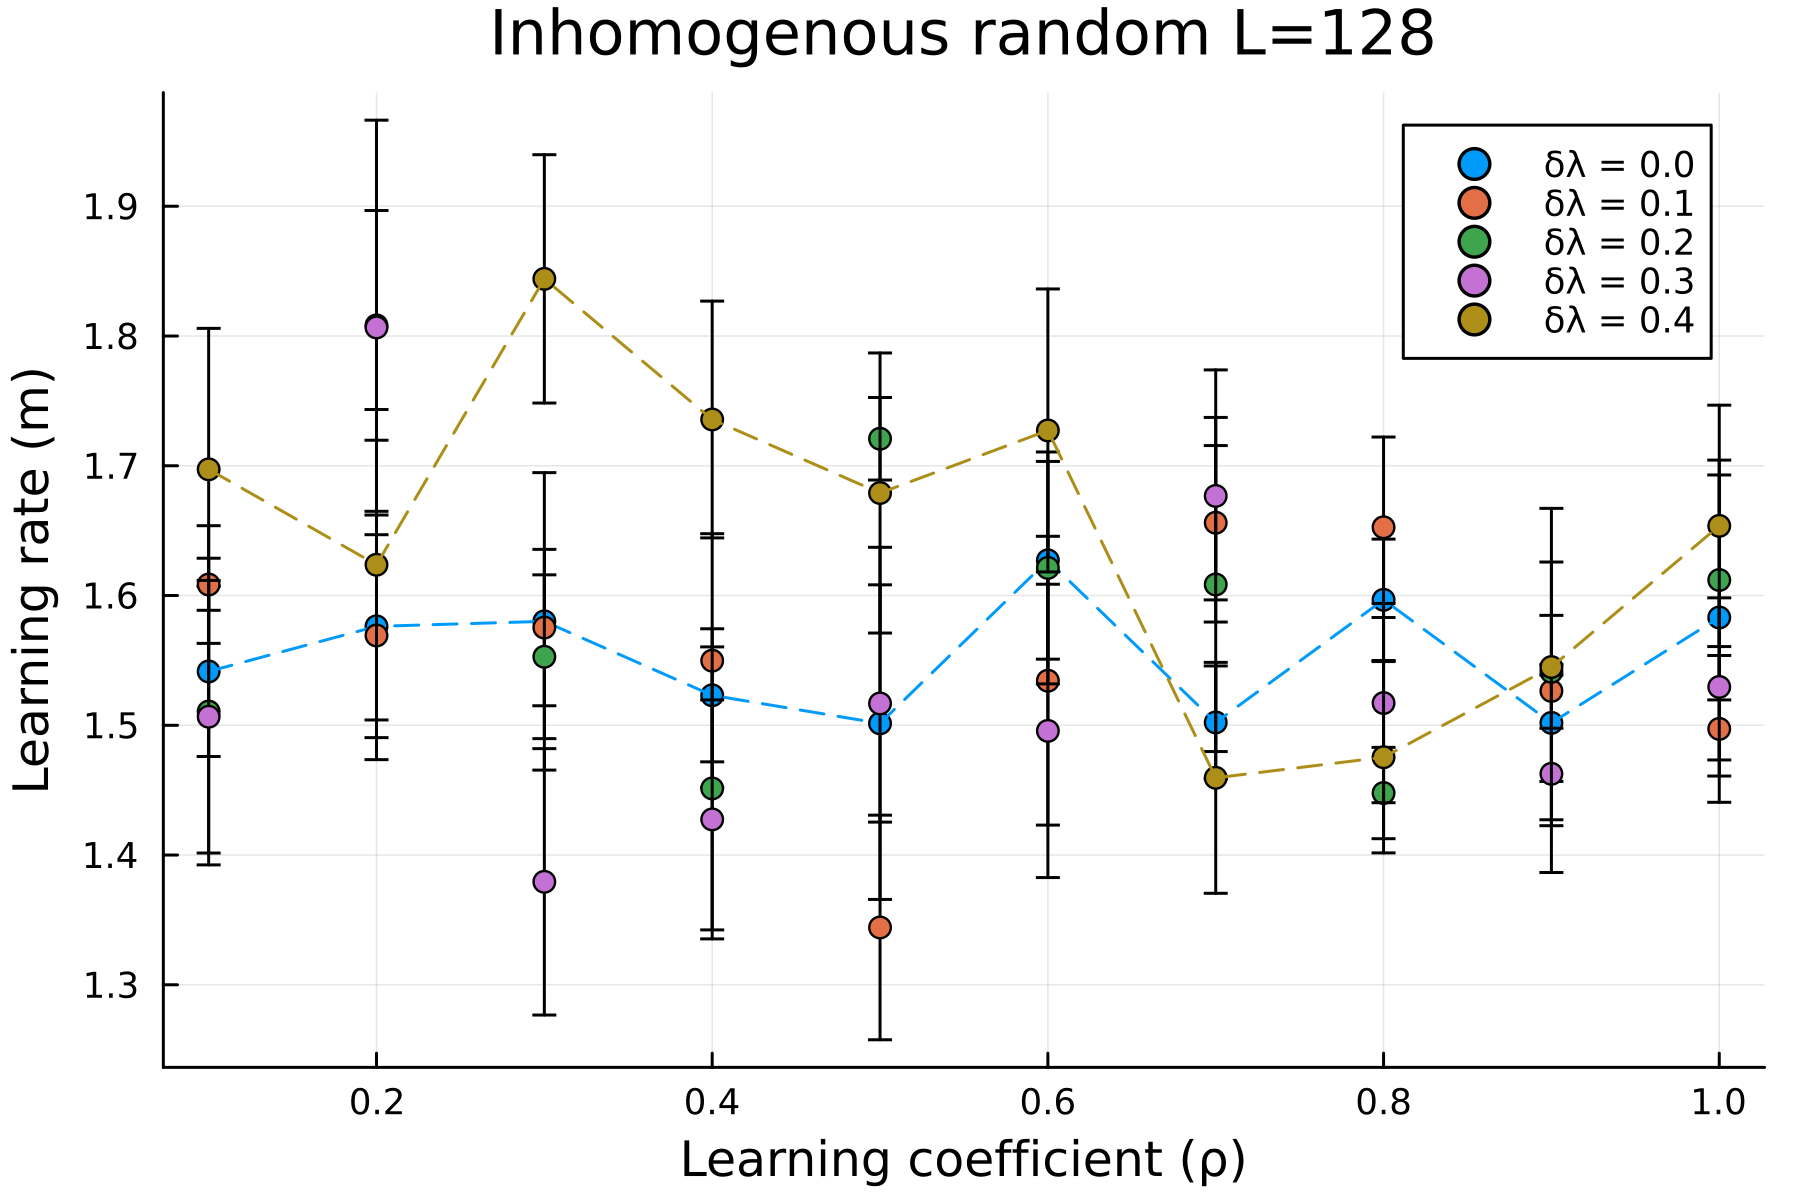 Inhomogenous random L=128
Learning rate (m)
1.9
1.8
1.7
1.6
1.5
1.4
1.3
δλ = 0.0
δλ = 0.1
δλ = 0.2
δλ = 0.3
δλ = 0.4
0.2
0.4
0.6
0.8
1.0
Learning coefficient (ρ)